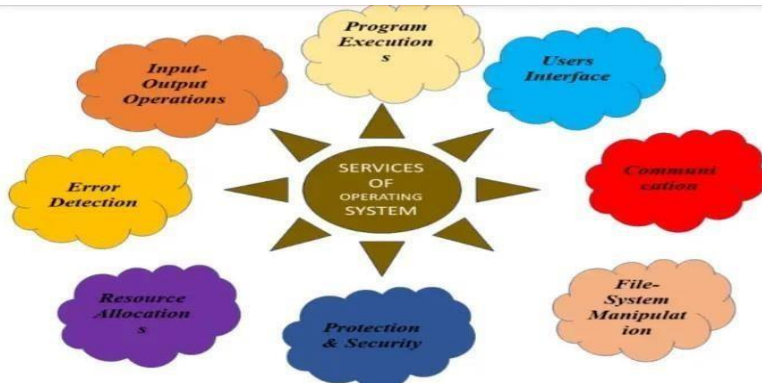 Program
Execution
s
Users
Interface
Input-
Output
Operations
SERVICES
OF
OPERATING
SYSTEM
Communi
cation
Error
Detection
File-
System
Manipulat
ion
Resource
Allocation
s
Protection
& Security